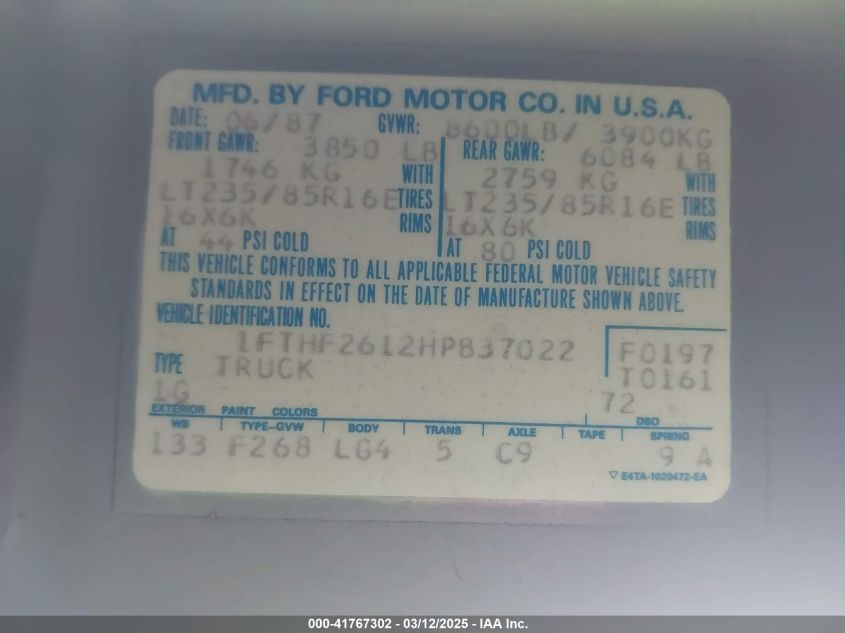 MFD. BY FORD MOTOR CO. IN U.S.A.
DATE: 06/87 GVWR: 8600LB/ 3900KG
FRONT GAWR: 3850 LB REAR GAWR: 6084 LB
1746 KG WITH 2759 KG WITH
LT235/85R16E TIRES LT235/85R16E TIRES
16X6K RIMS 16X6K RIMS
AT 44 PSI COLD AT 80 PSI COLD
THIS VEHICLE CONFORMS TO ALL APPLICABLE FEDERAL MOTOR VEHICLE SAFETY
STANDARDS IN EFFECT ON THE DATE OF MANUFACTURE SHOWN ABOVE.
VEHICLE IDENTIFICATION NO.
1FTHF2612HPB37022 F0197
TYPE TRUCK T0161
1G 72
EXTERIOR PAINT COLORS DSO
WB TYPE-GVW BODY TRANS AXLE TAPE SPRING
133 F268 LG4 5 C9 9 A
▽ E4TA-1020472-EA
000-41767302 - 03/12/2025 - IAA Inc.